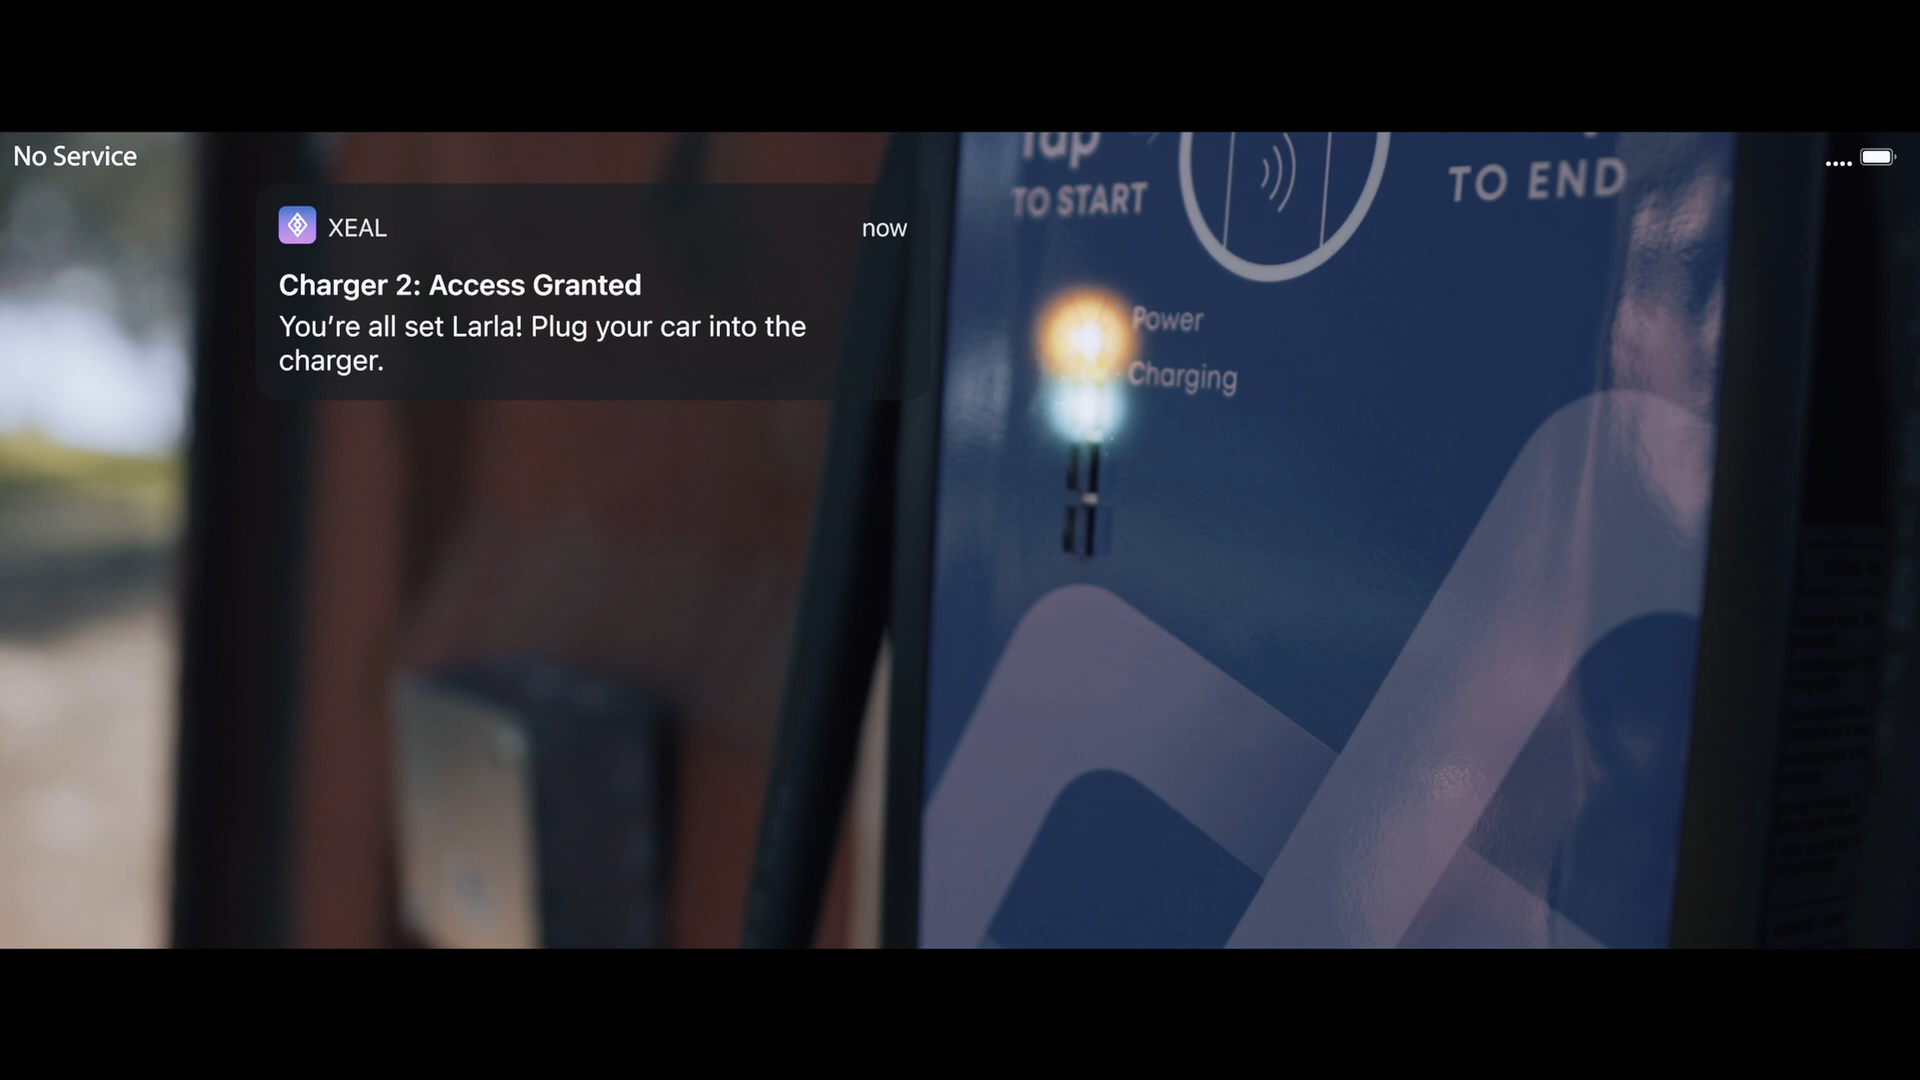 No Service
XEAL
now
Charger 2: Access Granted
You’re all set Larla! Plug your car into the
charger.
Tap
TO START
TO END
Power
Charging